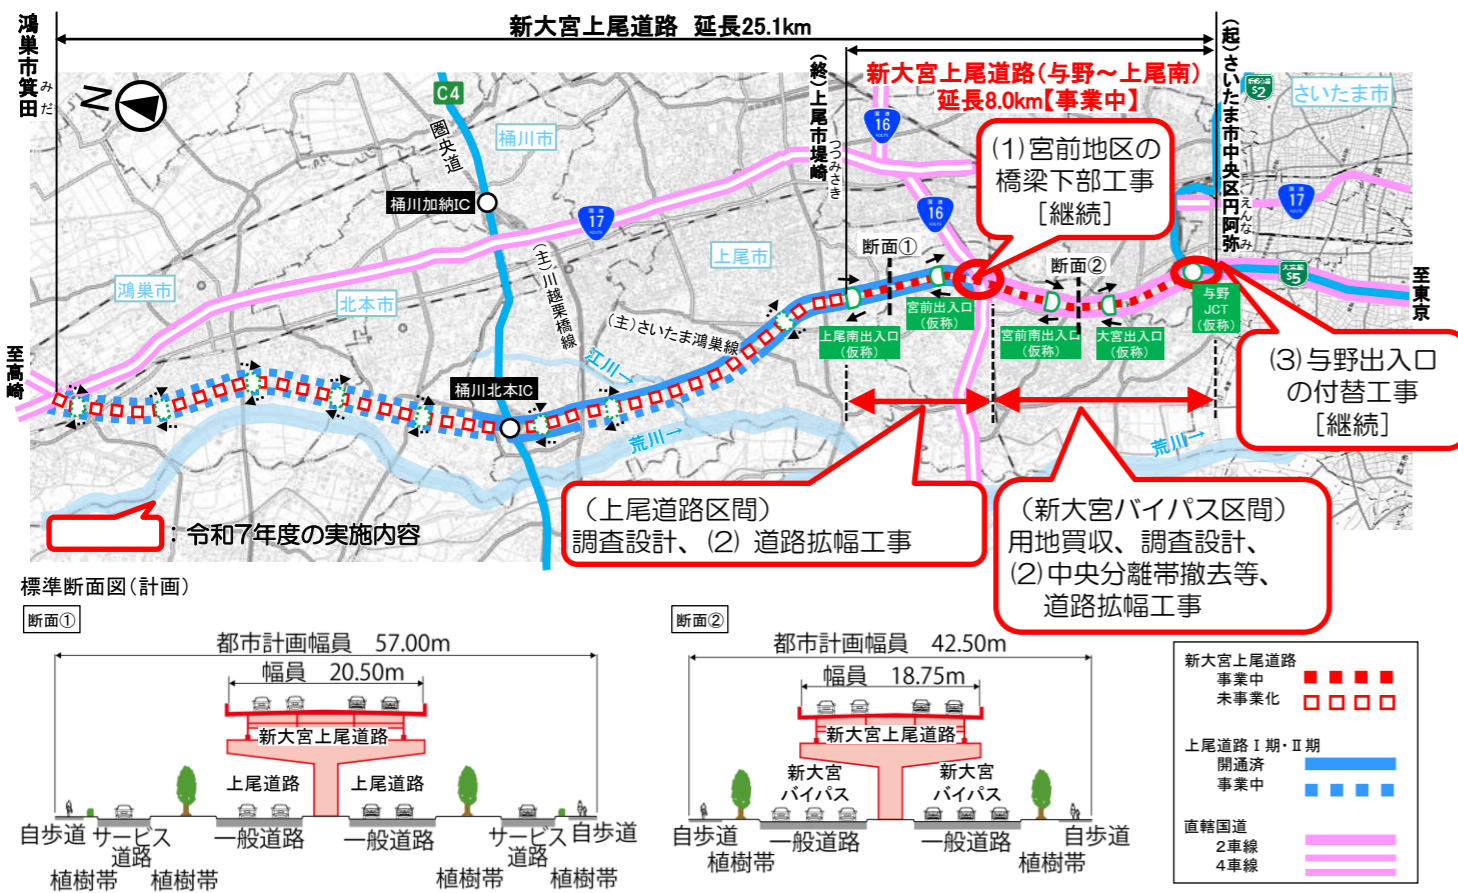 新大宮上尾道路 延長25.1km
鴻巣市箕田
みだ
(終)上尾市堤崎
つつみさき
新大宮上尾道路(与野~上尾南)
延長8.0km【事業中】
(起)さいたま市中央区円阿弥
えんなみ
さいたま市
S2
N
C4
圏央道
桶川市
国道
16
ROUTE
(1)宮前地区の
橋梁下部工事
[継続]
桶川加納IC
国道
17
ROUTE
国道
16
ROUTE
国道
17
ROUTE
(主)川越栗橋線
上尾市
断面①
断面②
大宮線
S5
至東京
鴻巣市
北本市
(主)さいたま鴻巣線
上尾南出入口
(仮称)
宮前出入口
(仮称)
宮前南出入口
(仮称)
大宮出入口
(仮称)
与野
JCT
(仮称)
至高崎
桶川北本IC
江川→
荒川→
荒川→
(3)与野出入口
の付替工事
[継続]
:令和7年度の実施内容
(上尾道路区間)
調査設計、(2) 道路拡幅工事
(新大宮バイパス区間)
用地買収、調査設計、
(2)中央分離帯撤去等、
道路拡幅工事
標準断面図(計画)
断面①
都市計画幅員 57.00m
幅員 20.50m
新大宮上尾道路
上尾道路
上尾道路
自歩道
サービス
道路
一般道路
一般道路
サービス
道路
自歩道
植樹帯
植樹帯
植樹帯
植樹帯
断面②
都市計画幅員 42.50m
幅員 18.75m
新大宮上尾道路
新大宮
バイパス
新大宮
バイパス
自歩道
一般道路
一般道路
自歩道
植樹帯
植樹帯
新大宮上尾道路
事業中
未事業化
上尾道路Ⅰ期・Ⅱ期
開通済
事業中
直轄国道
2車線
4車線